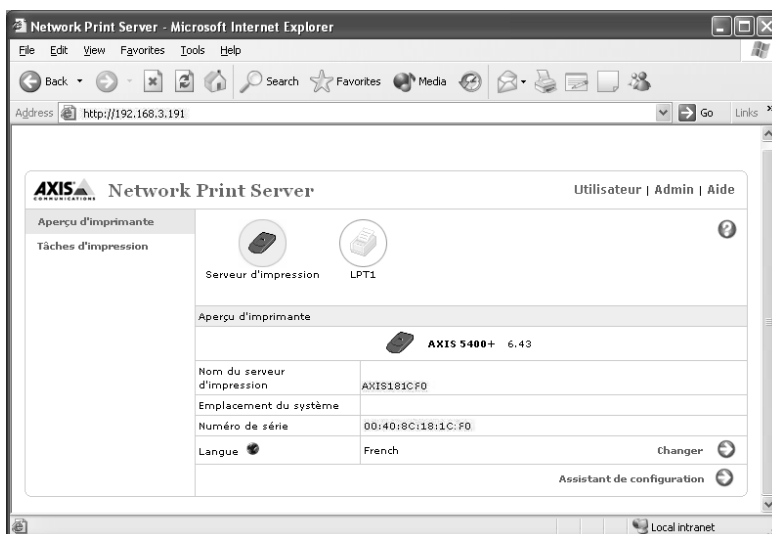 Network Print Server - Microsoft Internet Explorer
File Edit View Favorites Tools Help
Back Search Favorites Media
Address http://192.168.3.191 Go Links »
AXIS COMMUNICATIONS Network Print Server Utilisateur | Admin | Aide
Aperçu d'imprimante
Tâches d'impression
Serveur d'impression LPT1
Aperçu d'imprimante
AXIS 5400+ 6.43
Nom du serveur
d'impression AXIS181CF0
Emplacement du système
Numéro de série 00:40:8C:18:1C:F0
Langue French Changer
Assistant de configuration
Local intranet